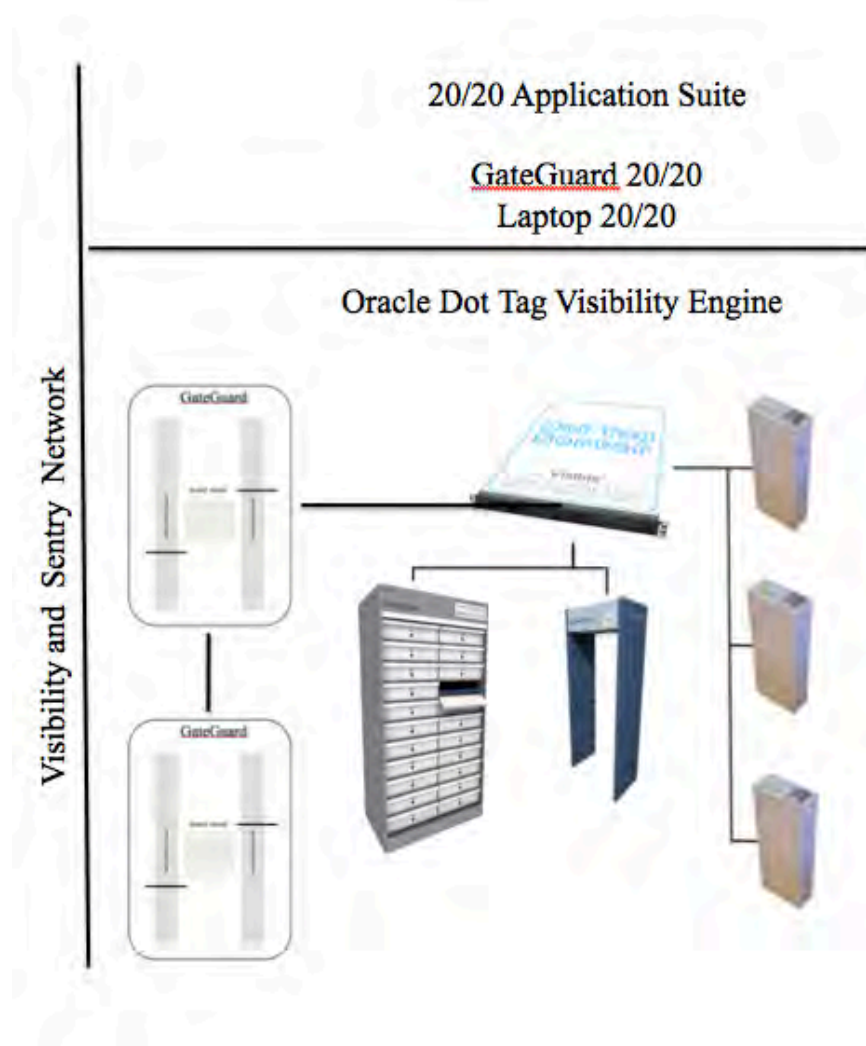 20/20 Application Suite
GateGuard 20/20
Laptop 20/20
Oracle Dot Tag Visibility Engine
Visibility and Sentry Network
GateGuard
GateGuard